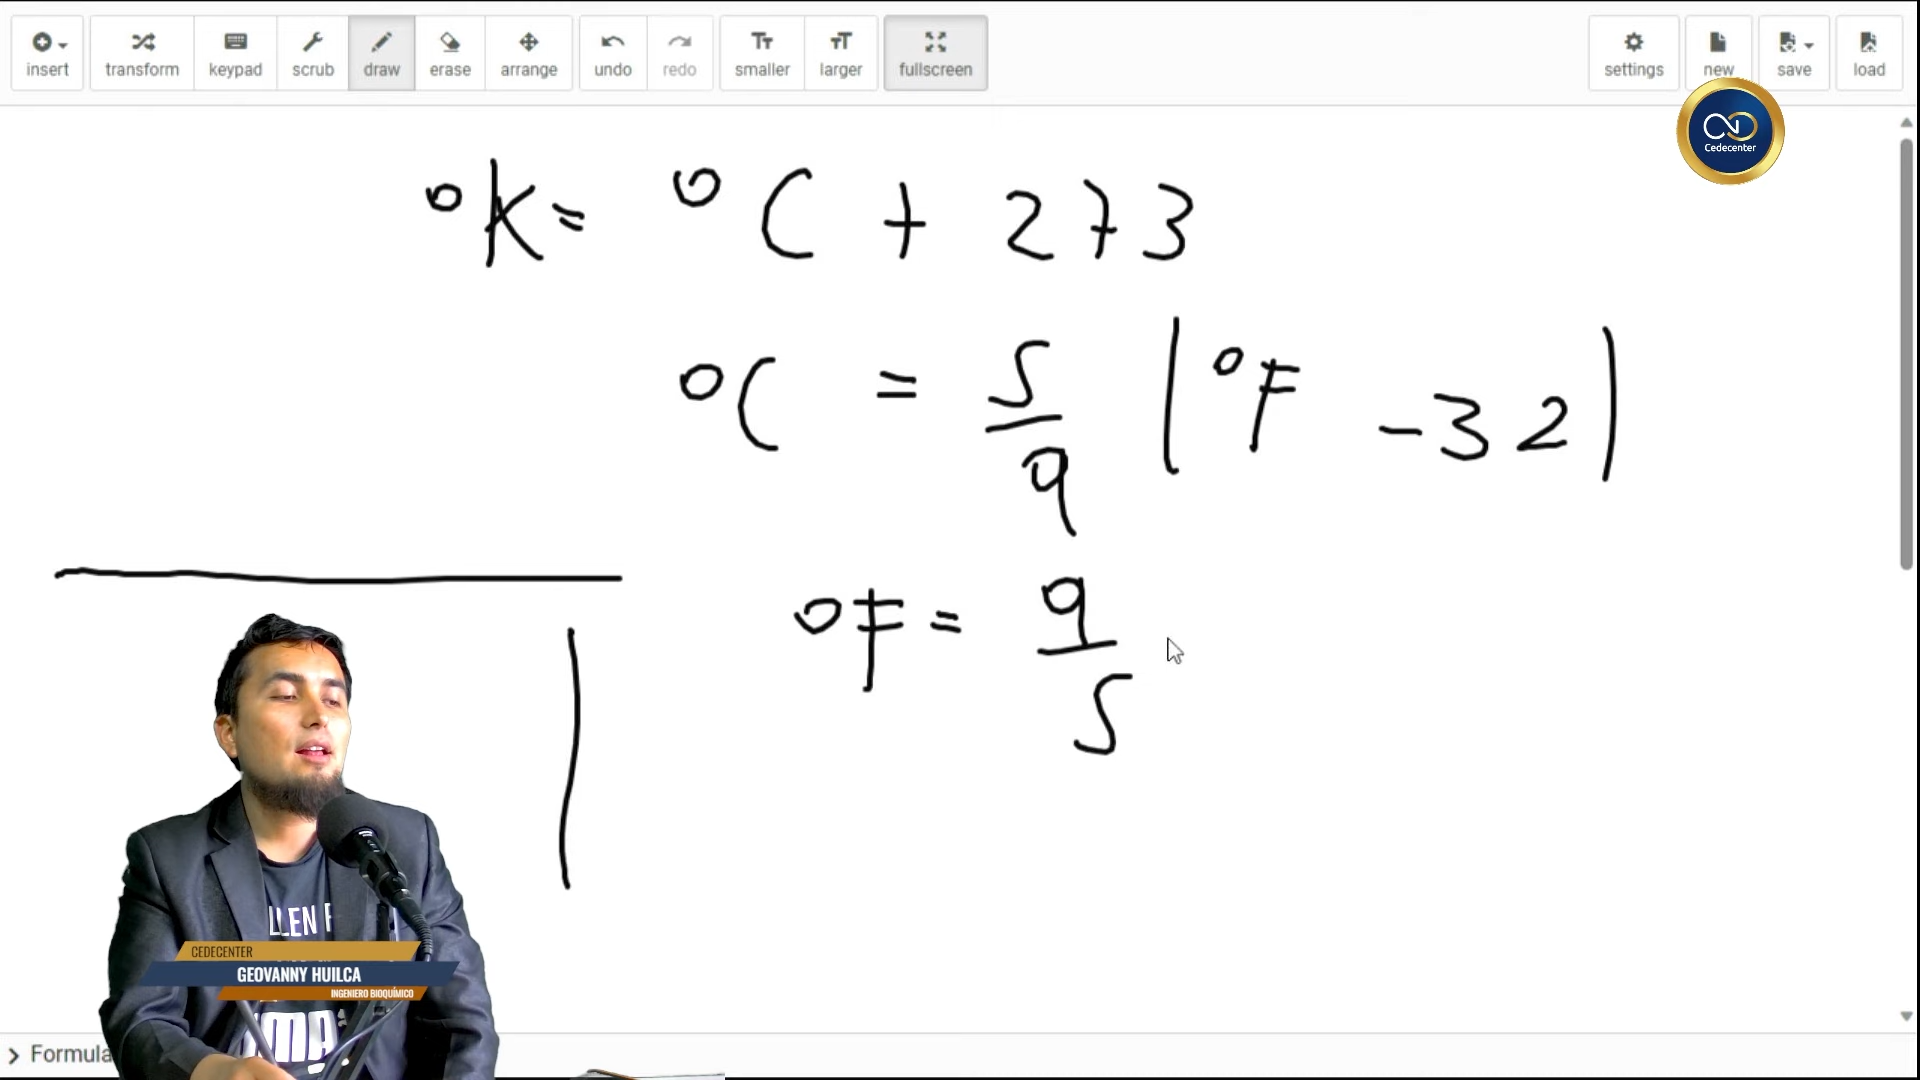 insert transform keypad scrub draw erase arrange undo redo smaller larger fullscreen settings new save load
Cedecenter
°K = °C + 273
°C = 5/9 |°F - 32|
°F = 9/5
LLEN F
CEDECENTER
GEOVANNY HUILCA
INGENIERO BIOQUÍMICO
Formula